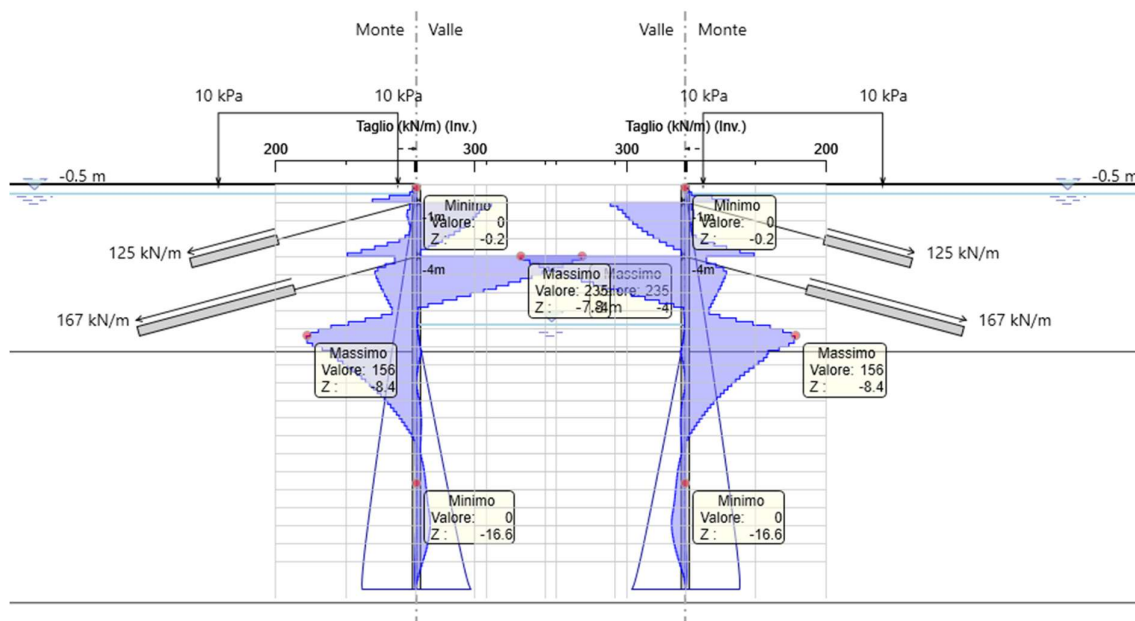 Monte Valle Valle Monte
10 kPa 10 kPa 10 kPa 10 kPa
Taglio (kN/m) (Inv.) Taglio (kN/m) (Inv.)
200 300 300 200
-0.5 m -0.5 m
Minimo
Valore: 0
Z : -0.2
-1m
Minimo
Valore: 0
Z : -0.2
-1m
125 kN/m 125 kN/m
-4m -4m
Massimo
Valore: 235
Massimo
Valore: 235
-4
167 kN/m 167 kN/m
Massimo
Valore: 156
Z : -8.4
Massimo
Valore: 156
Z : -8.4
Minimo
Valore: 0
Z : -16.6
Minimo
Valore: 0
Z : -16.6